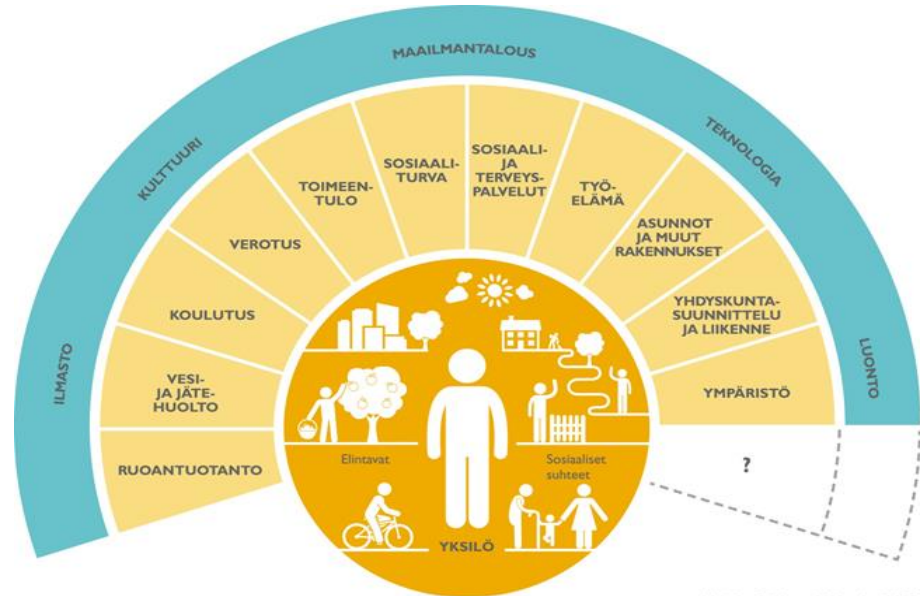 MAAILMANTALOUS
KULTTUURI
TEKNOLOGIA
ILMASTO
LUONTO
RUOANTUOTANTO
VESI-
JA JÄTE-
HUOLTO
KOULUTUS
VEROTUS
TOIMEEN-
TULO
SOSIAALI-
TURVA
SOSIAALI-
JA
TERVEYS-
PALVELUT
TYÖ-
ELÄMÄ
ASUNNOT
JA MUUT
RAKENNUKSET
YHDYSKUNTA-
SUUNNITTELU
JA LIIKENNE
YMPÄRISTÖ
?
Elintavat
Sosiaaliset
suhteet
YKSILÖ